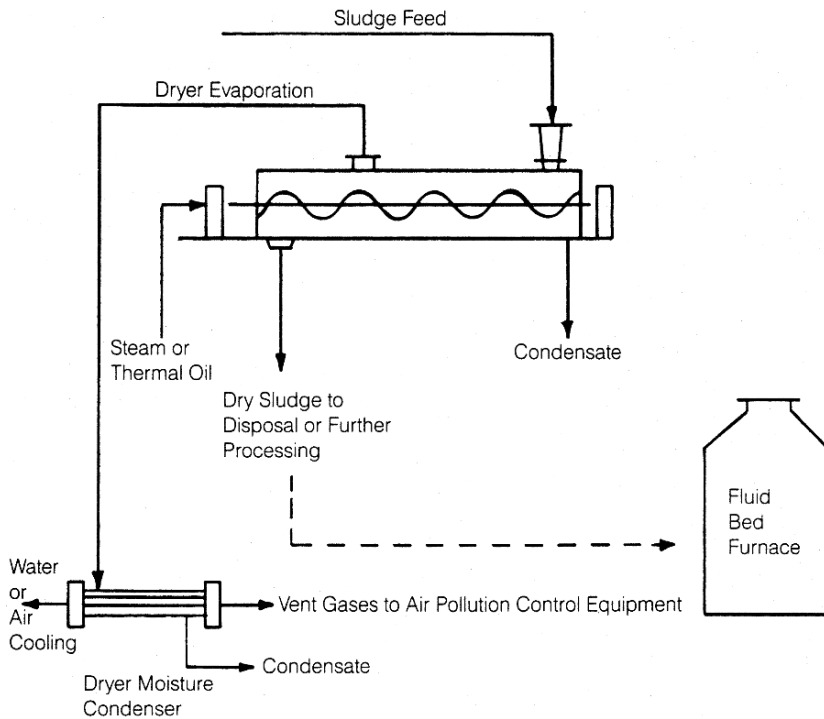 Sludge Feed
Dryer Evaporation
Steam or
Thermal Oil
Condensate
Dry Sludge to
Disposal or Further
Processing
Fluid
Bed
Furnace
Water
or
Air
Cooling
Vent Gases to Air Pollution Control Equipment
Condensate
Dryer Moisture
Condenser